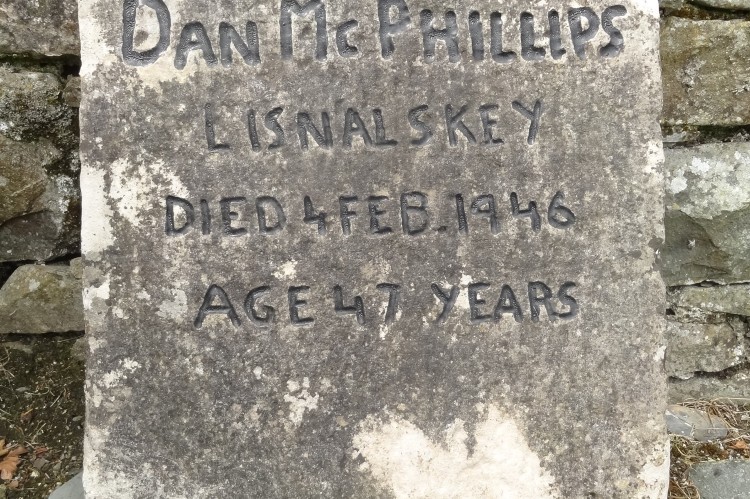 DAN McPHILLIPS
LISNALSKEY
DIED 4 FEB. 1946
AGE 47 YEARS